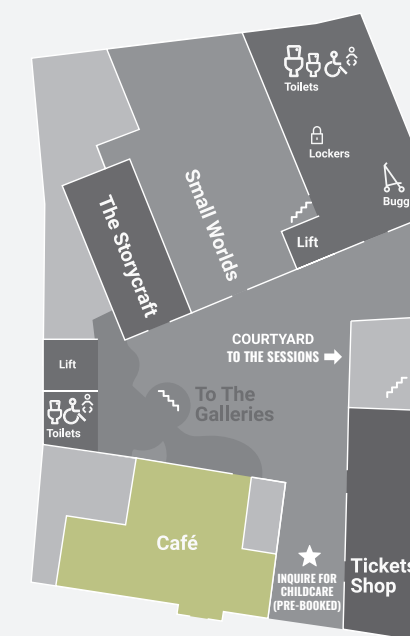 Toilets
Lockers
Bugg
Small Worlds
The Storycraft
Lift
COURTYARD
TO THE SESSIONS
Lift
To The
Galleries
Toilets
Café
INQUIRE FOR
CHILDCARE
(PRE-BOOKED)
Tickets
Shop